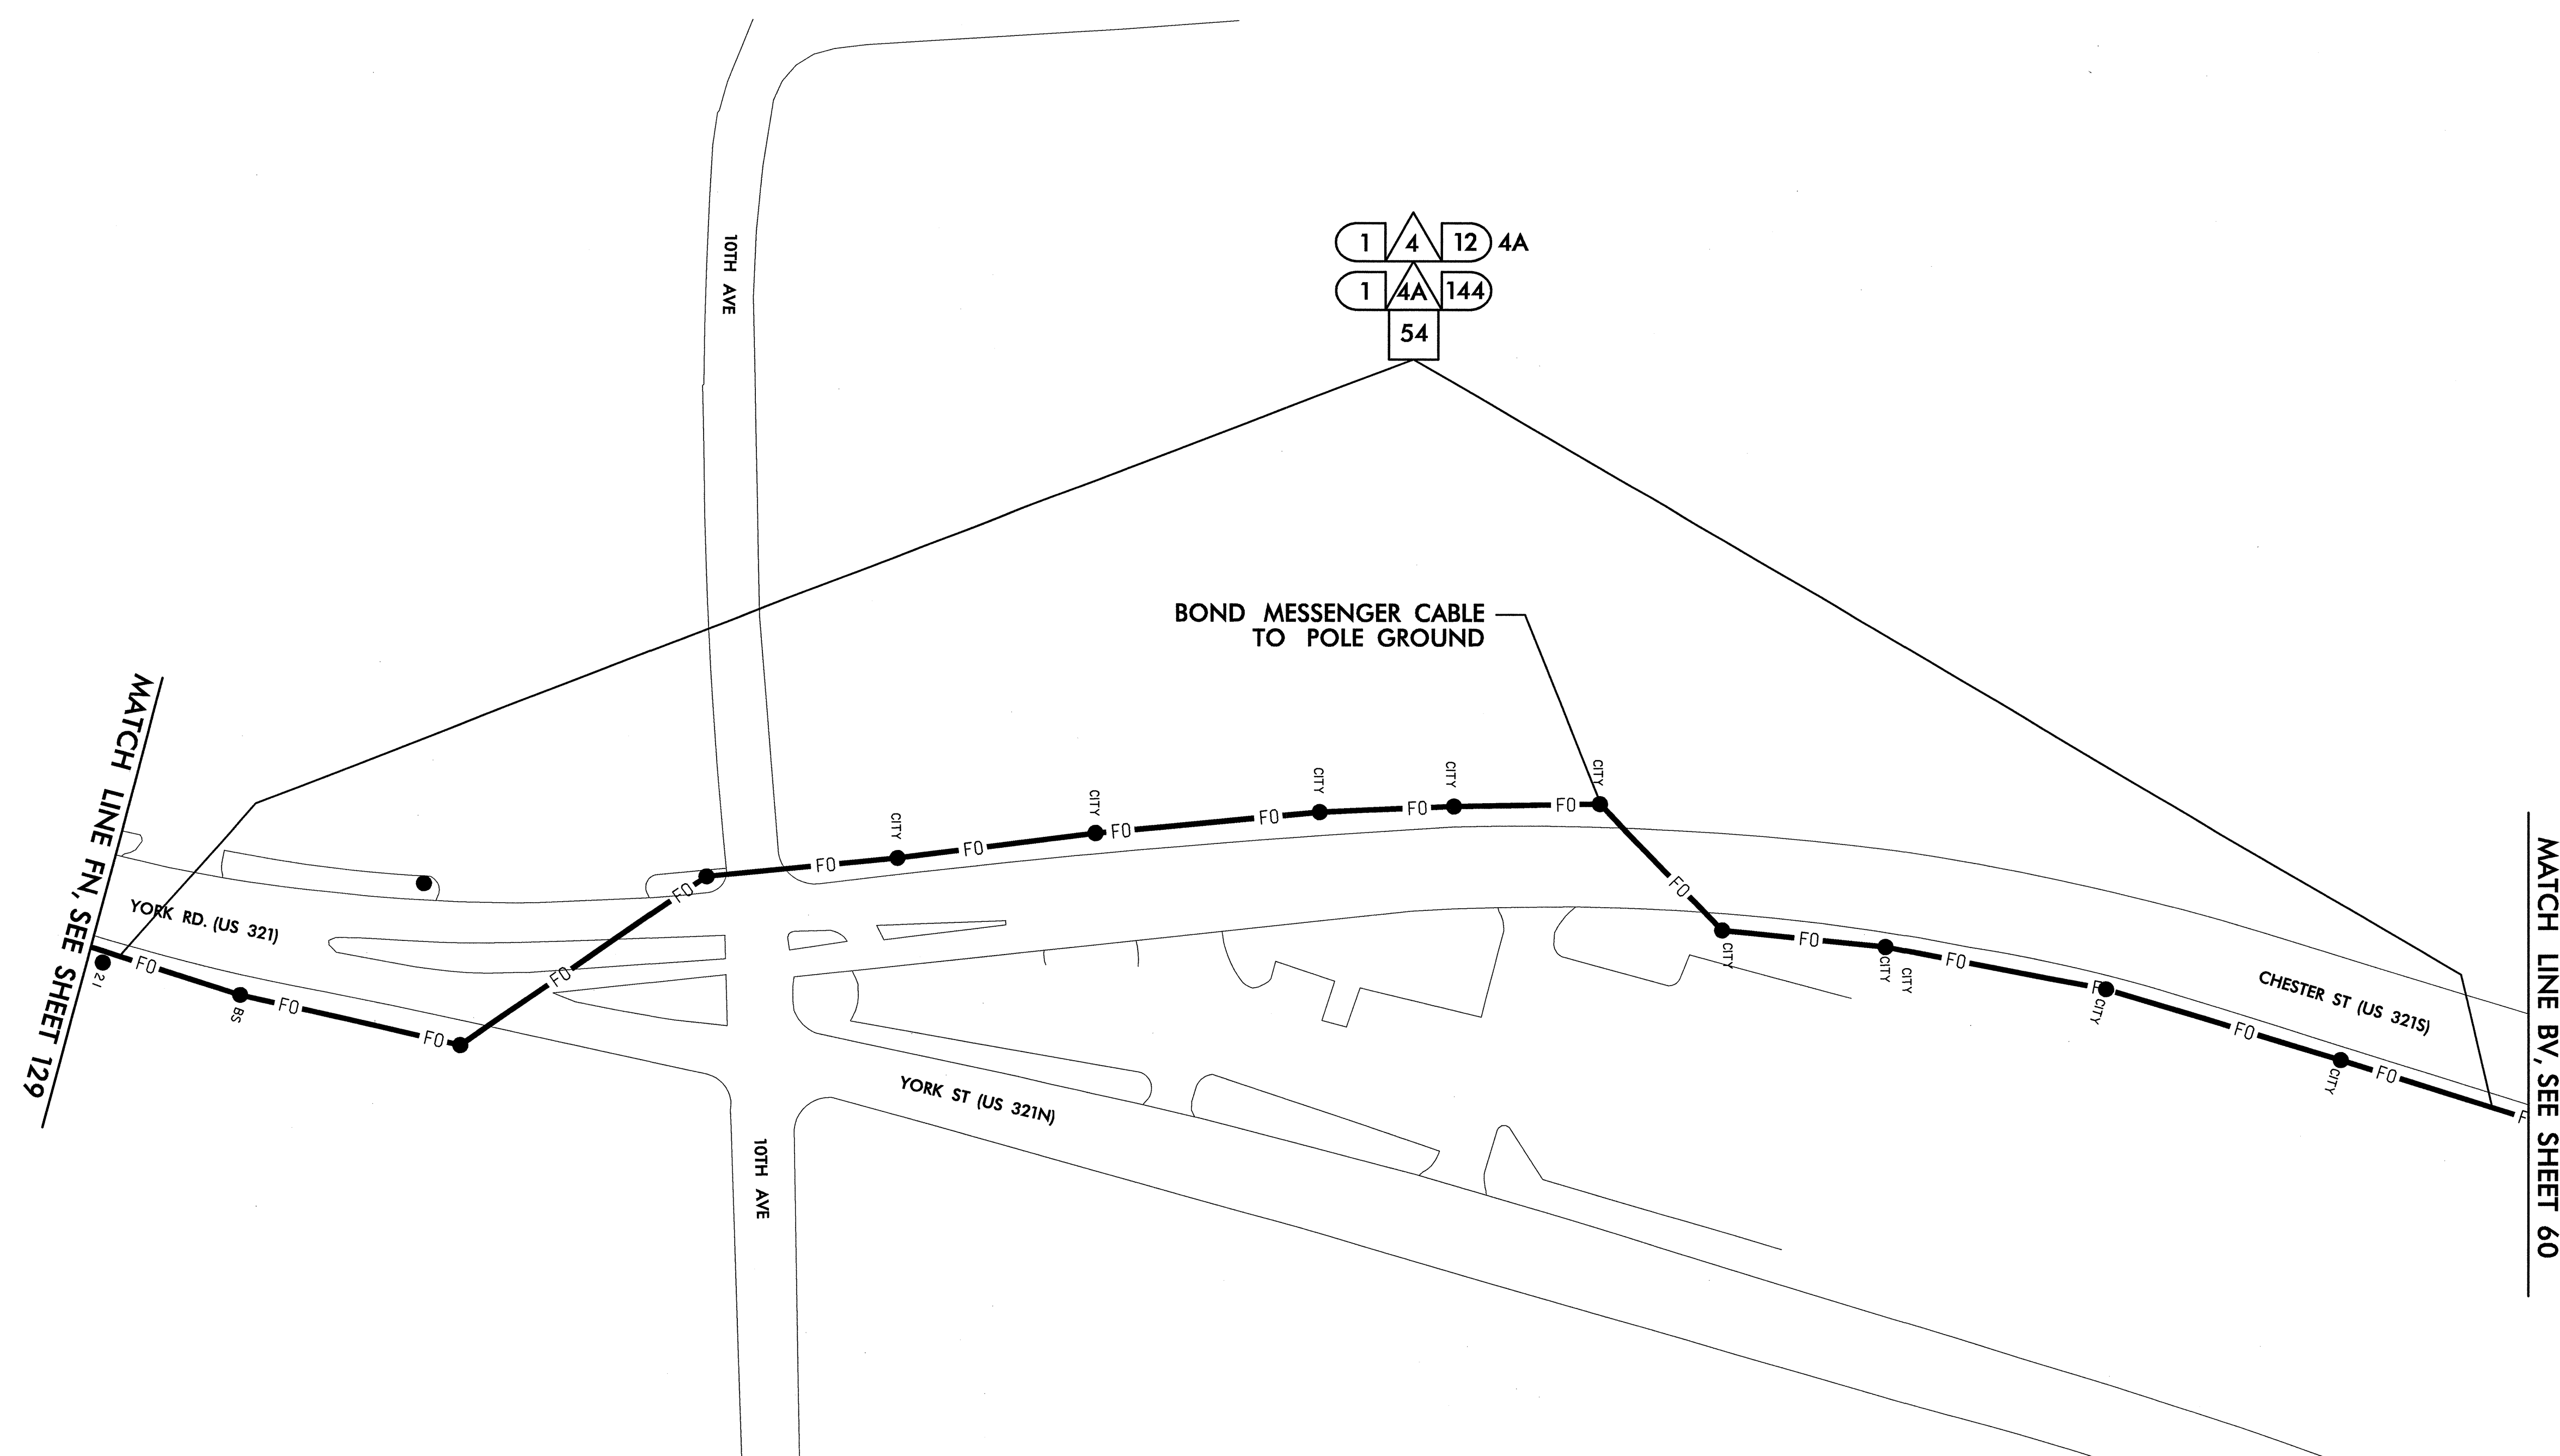 10TH AVE
1 4 12 4A
1 4A 144
54
BOND MESSENGER CABLE
TO POLE GROUND
MATCH LINE FN, SEE SHEET 129
MATCH LINE BV, SEE SHEET 60
CITY
CITY
CITY
CITY
CITY
FO
FO
FO
FO
FO
FO
FO
FO
YORK RD. (US 321)
FO
21
BS
FO
FO
FO
CITY
FO
CITY
CITY
FO
F
CITY
FO
CITY
FO
F
CHESTER ST (US 321S)
YORK ST (US 321N)
10TH AVE